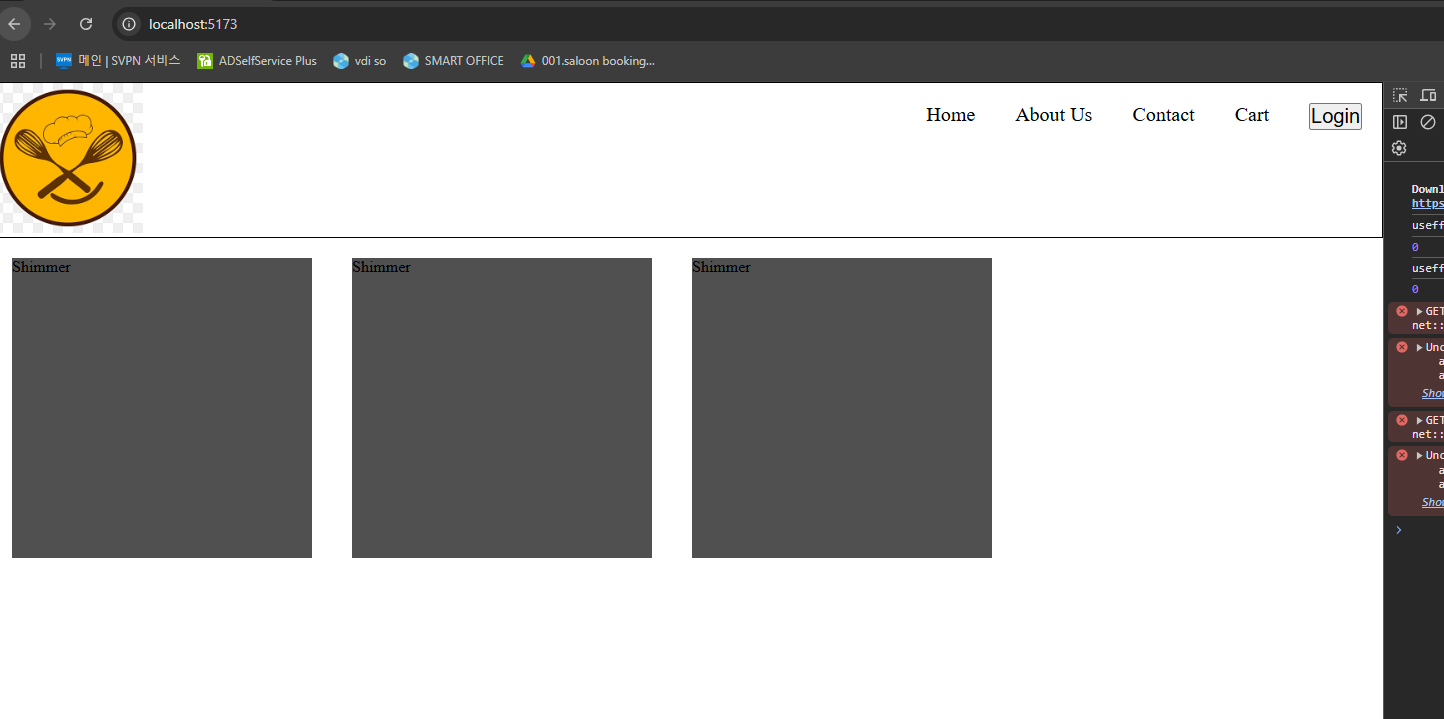 localhost:5173
메인 | SVPN 서비스
ADSelfService Plus
vdi so
SMART OFFICE
001.saloon booking...
Home
About Us
Contact
Cart
Login
Shimmer
Shimmer
Shimmer
Downl
https
useff
0
useff
0
GET
net::
Unc
a
a
Show
GET
net::
Unc
a
a
Show